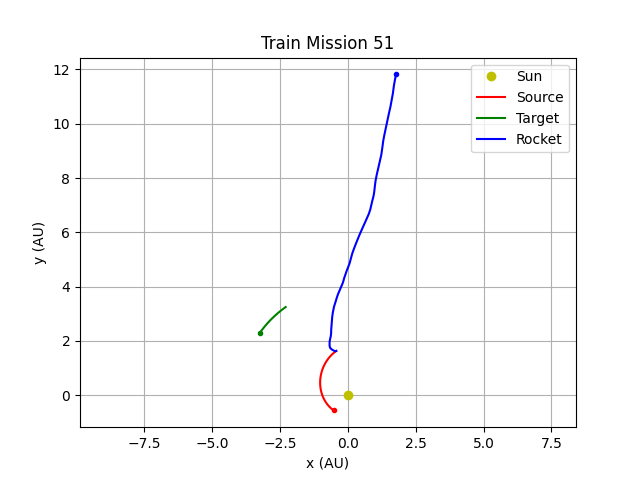 Train Mission 51
12
10
8
6
4
2
0
y (AU)
−7.5 −5.0 −2.5 0.0 2.5 5.0 7.5
x (AU)
Sun
Source
Target
Rocket